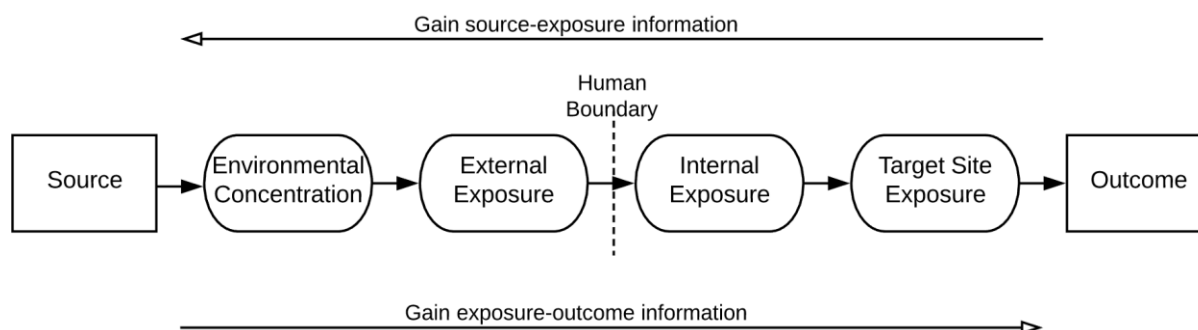 Gain source-exposure information
Human
Boundary
Source
Environmental
Concentration
External
Exposure
Internal
Exposure
Target Site
Exposure
Outcome
Gain exposure-outcome information